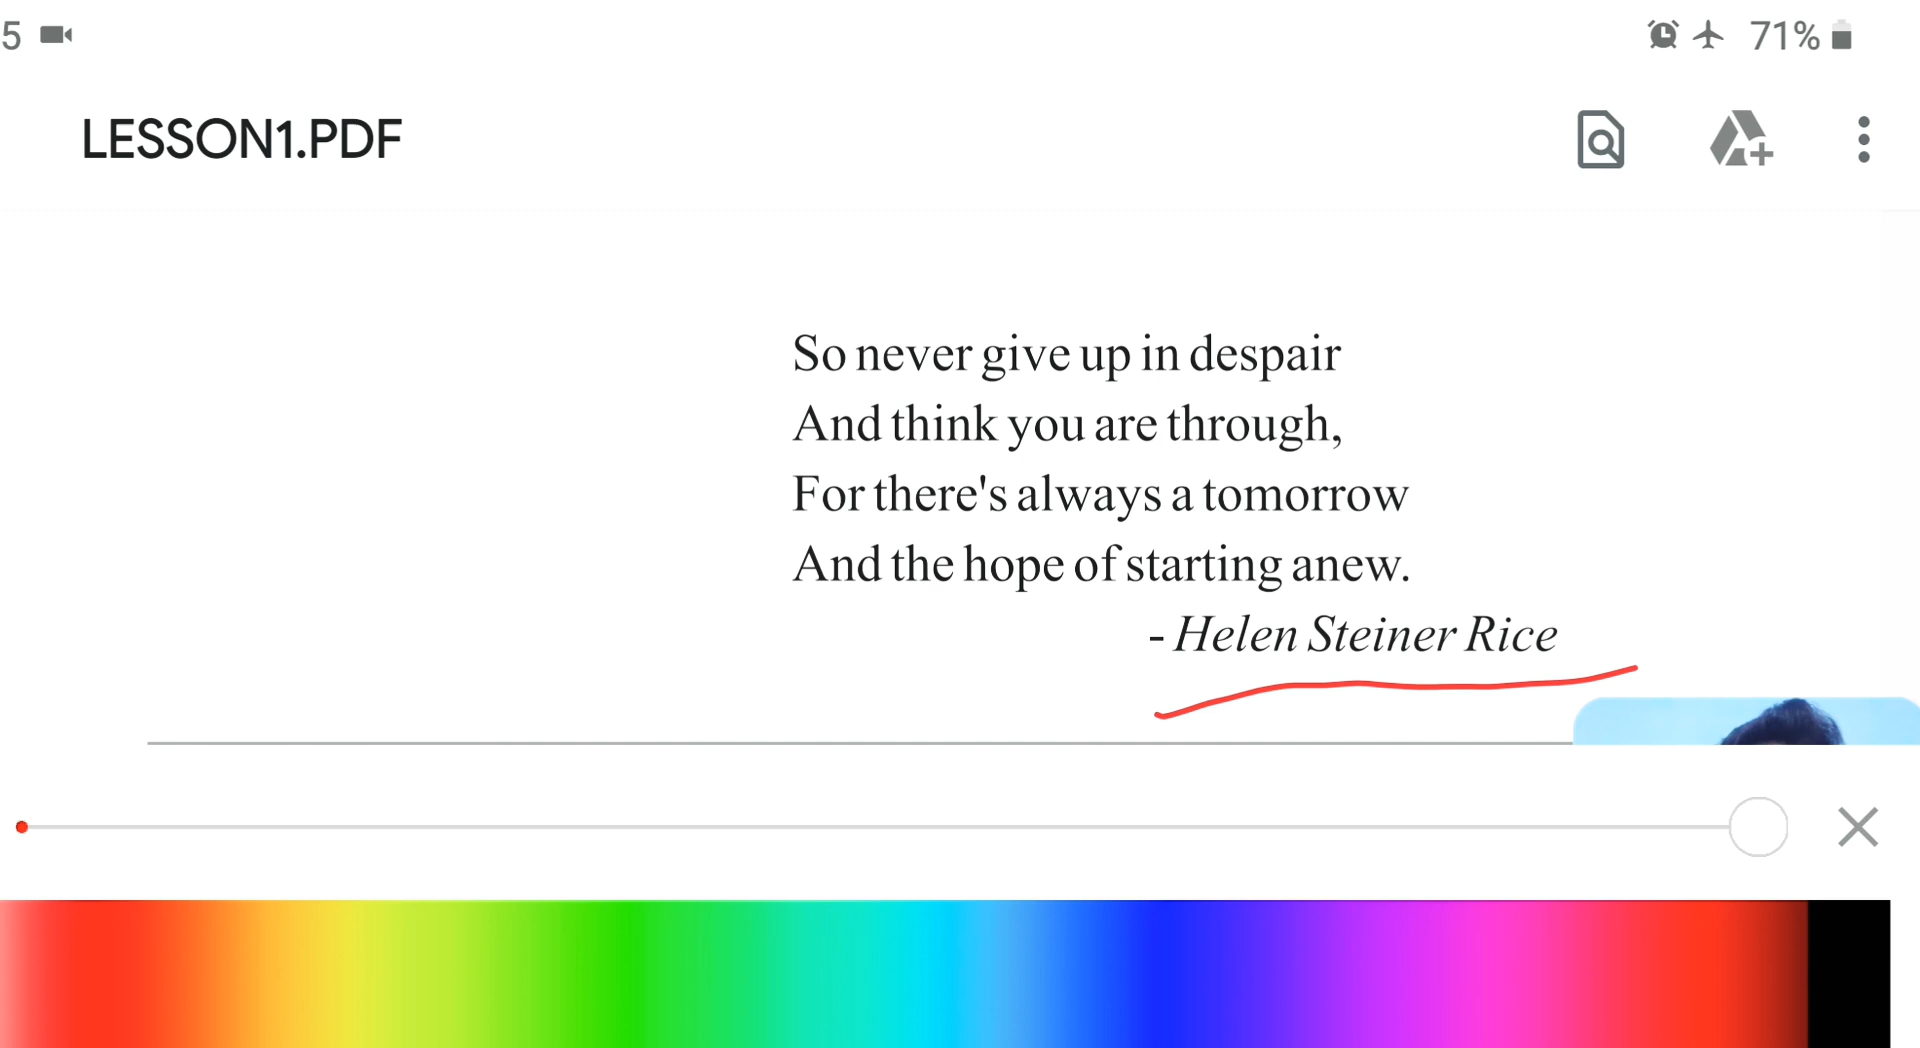 5
71%
LESSON1.PDF
So never give up in despair
And think you are through,
For there's always a tomorrow
And the hope of starting anew.
- Helen Steiner Rice